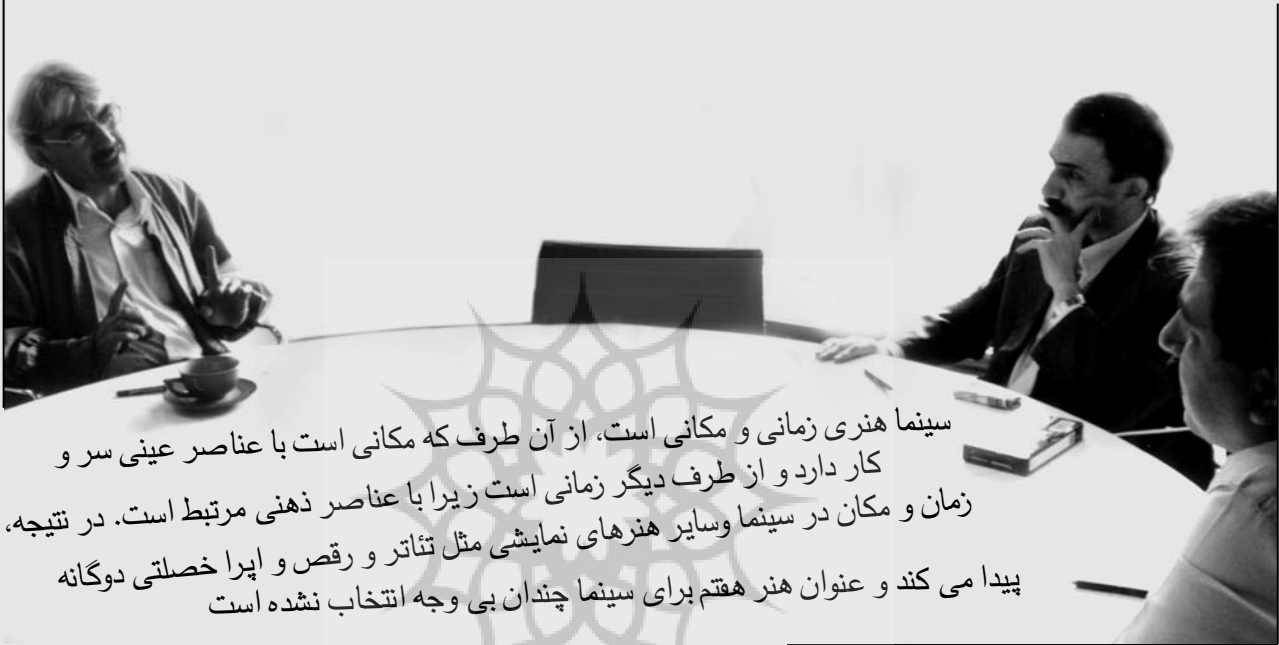 سینما هنری زمانی و مکانی است، از آن طرف که مکانی است با عناصر عینی سر و
کار دارد و از طرف دیگر زمانی است زیرا با عناصر ذهنی مرتبط است. در نتیجه،
زمان و مکان در سینما وسایر هنرهای نمایشی مثل تئاتر و رقص و اپرا خصلتی دوگانه
پیدا می کند و عنوان هنر هفتم برای سینما چندان بی وجه انتخاب نشده است